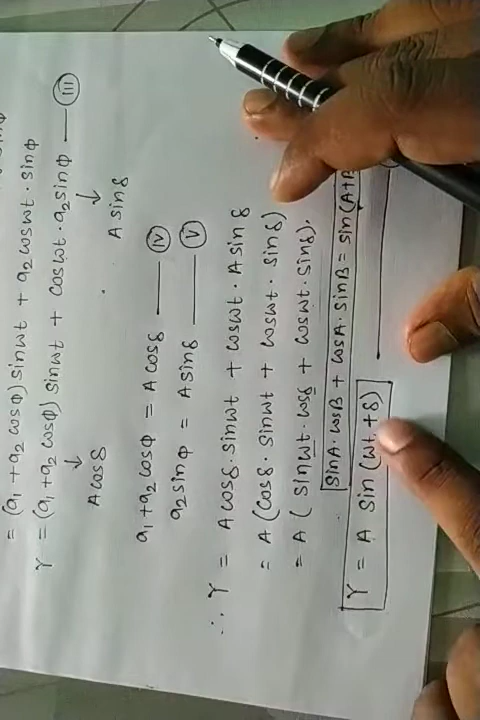 = (a₁ + a₂ cosϕ) sinωt + a₂ cosωt · sinϕ
Y = (a₁ + a₂ cosϕ) sinωt + cosωt · a₂ sinϕ — (III)
↓ ↓
A cosδ A sinδ
a₁ + a₂ cosϕ = A cosδ — (IV)
a₂ sinϕ = A sinδ — (V)
∴ Y = A cosδ · sinωt + cosωt · A sinδ
= A (cosδ · sinωt + cosωt · sinδ)
= A ( sinωt · cosδ + cosωt · sinδ).
SinA · cosB + cosA · sinB = sin(A+B
Y = A sin (ωt + δ)